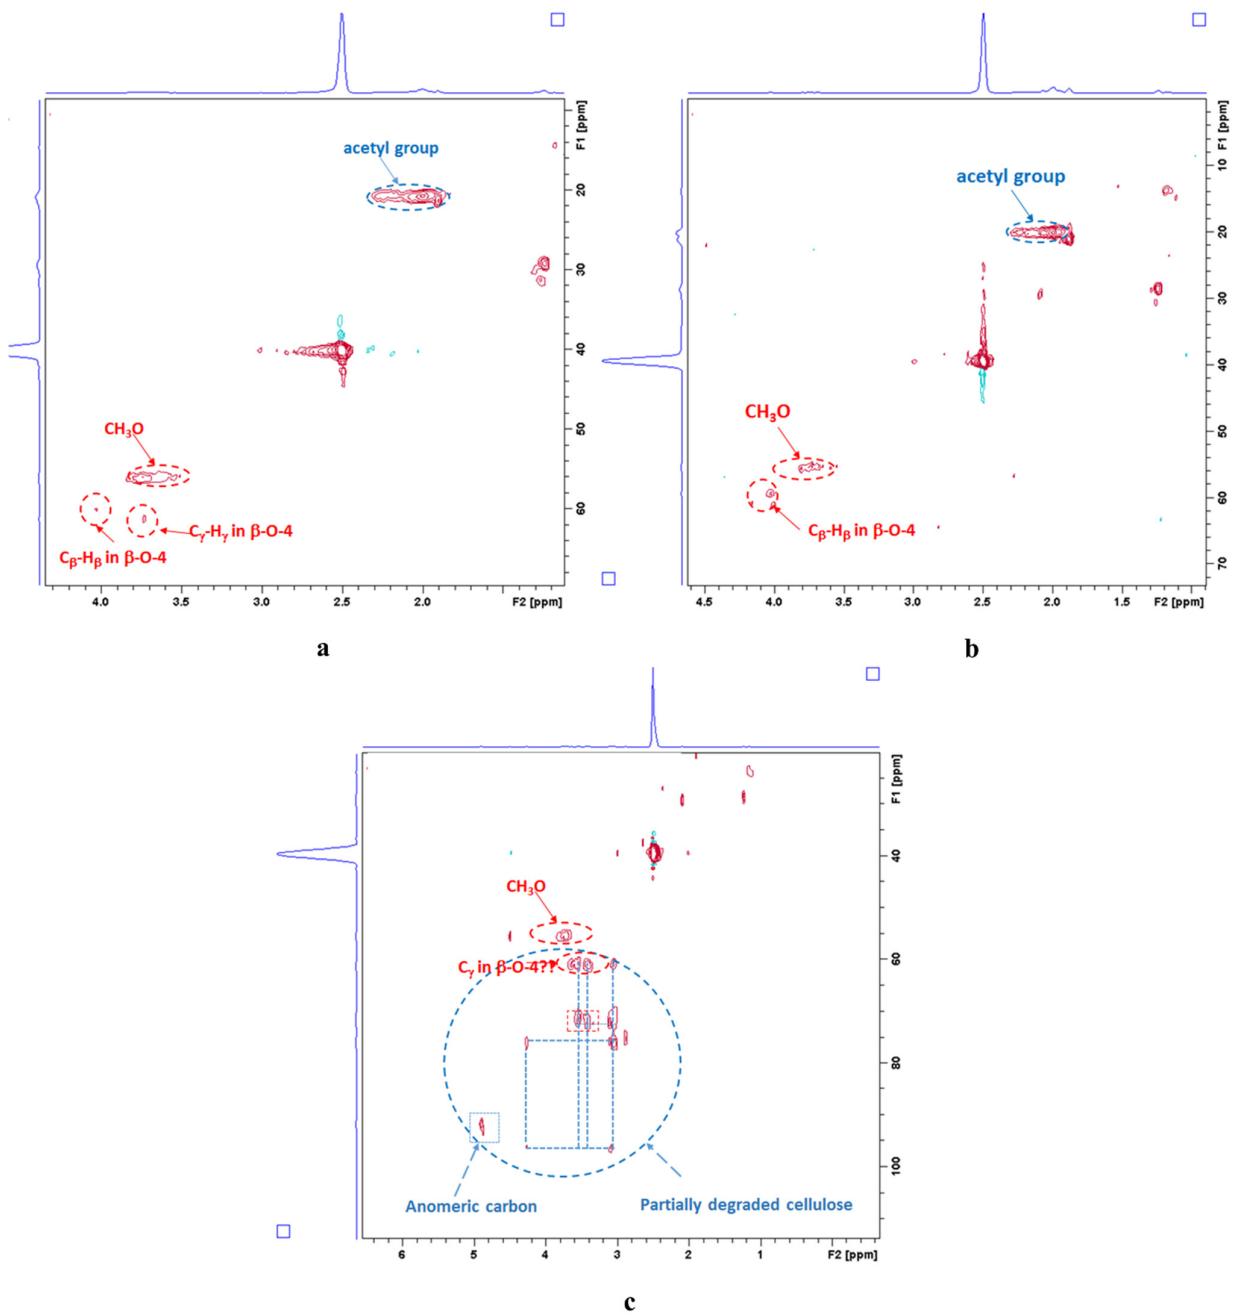 acetyl group
CH₃O
Cγ-Hγ in β-O-4
Cβ-Hβ in β-O-4
20
30
40
50
60
F1 [ppm]
4.0 3.5 3.0 2.5 2.0 F2 [ppm]
a
acetyl group
CH₃O
Cβ-Hβ in β-O-4
10
20
30
40
50
60
70
F1 [ppm]
4.5 4.0 3.5 3.0 2.5 2.0 1.5 F2 [ppm]
b
CH₃O
Cγ in β-O-4??
Anomeric carbon
Partially degraded cellulose
40
60
80
100
F1 [ppm]
6 5 4 3 2 1 F2 [ppm]
c